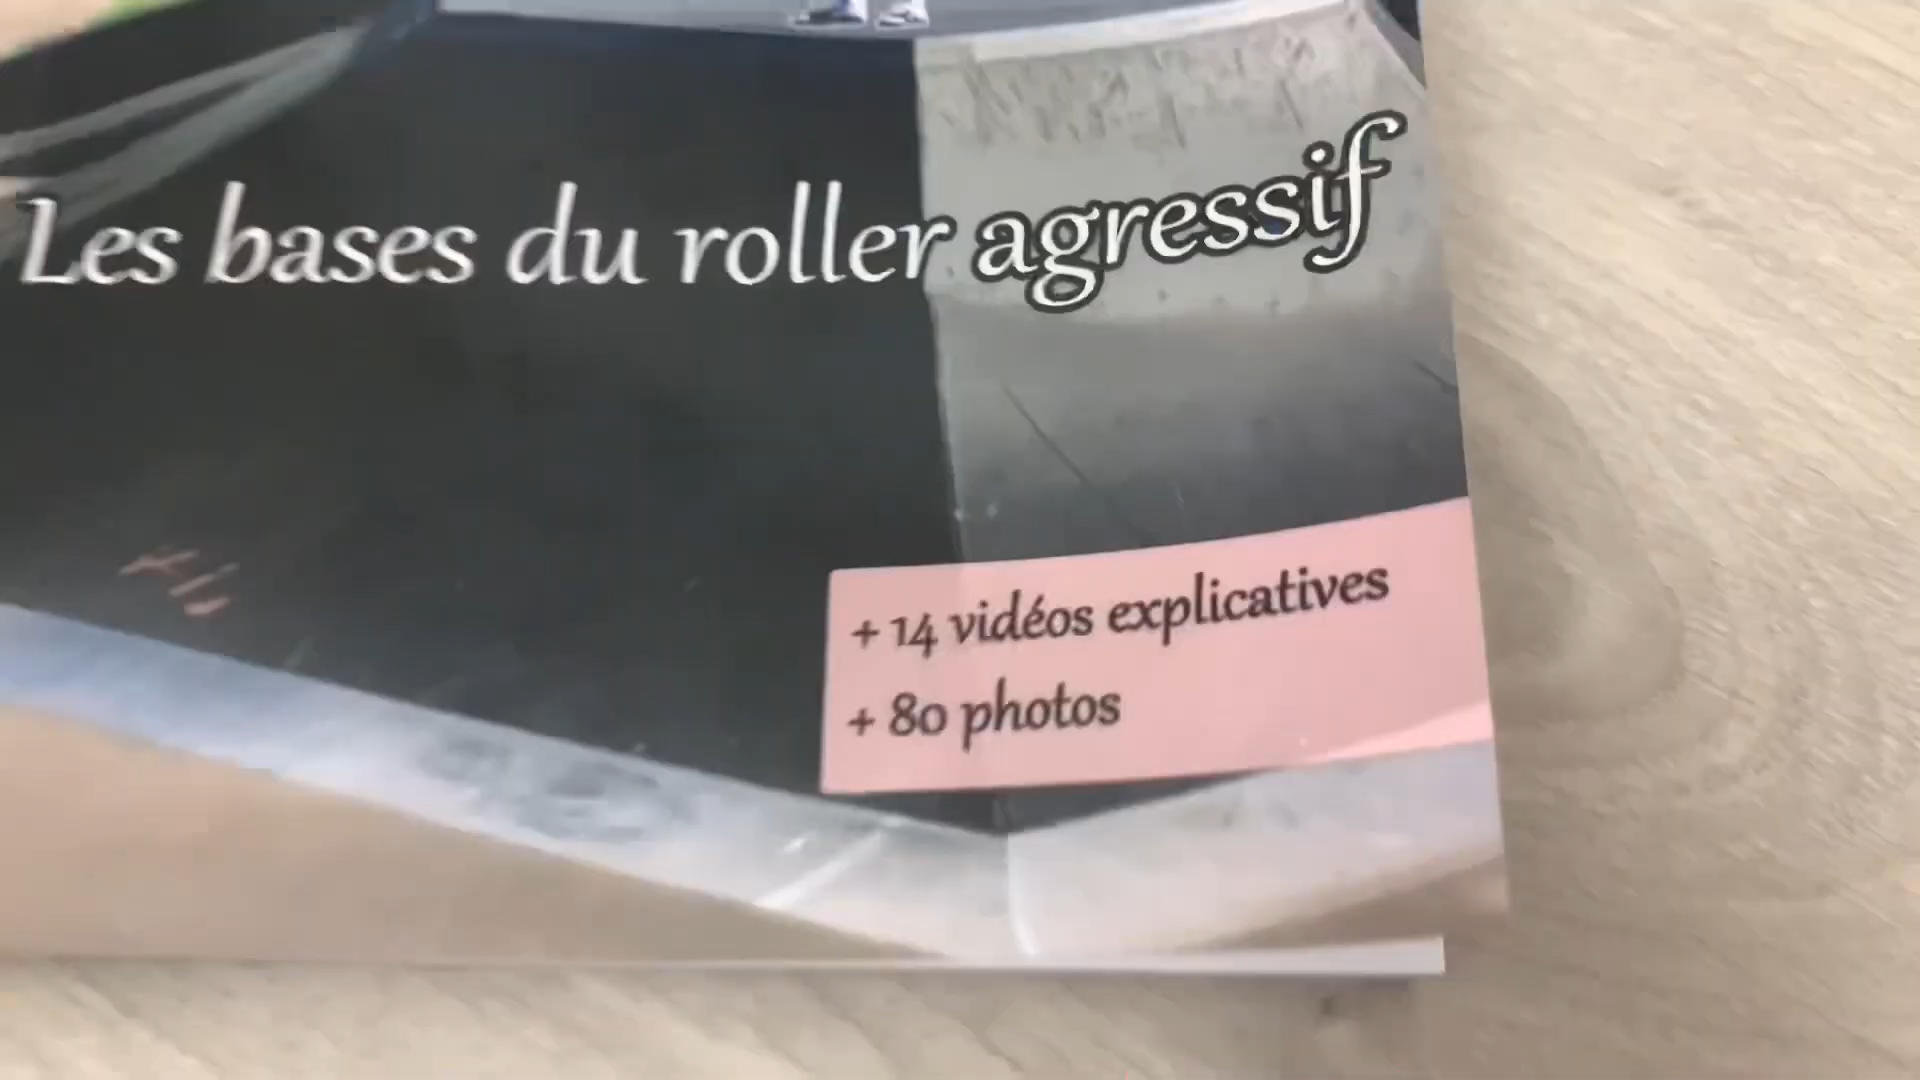 Les bases du roller agressif
+ 14 vidéos explicatives
+ 80 photos